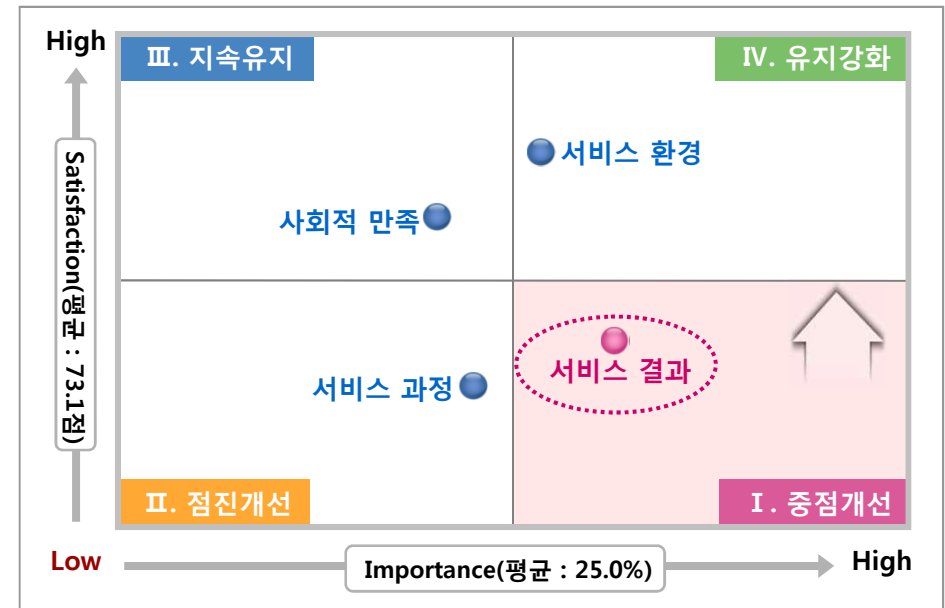 High
Ⅲ. 지속유지
Ⅳ. 유지강화
서비스 환경
사회적 만족
Satisfaction(평균 : 73.1점)
서비스 과정
서비스 결과
Ⅱ. 점진개선
Ⅰ. 중점개선
Low
Importance(평균 : 25.0%)
High